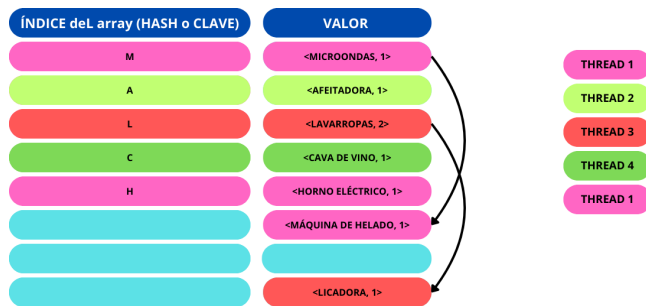 ÍNDICE deL array (HASH o CLAVE) VALOR
M <MICROONDAS, 1>
A <AFEITADORA, 1>
L <LAVARROPAS, 2>
C <CAVA DE VINO, 1>
H <HORNO ELÉCTRICO, 1>
<MÁQUINA DE HELADO, 1>
<LICADORA, 1>
THREAD 1
THREAD 2
THREAD 3
THREAD 4
THREAD 1